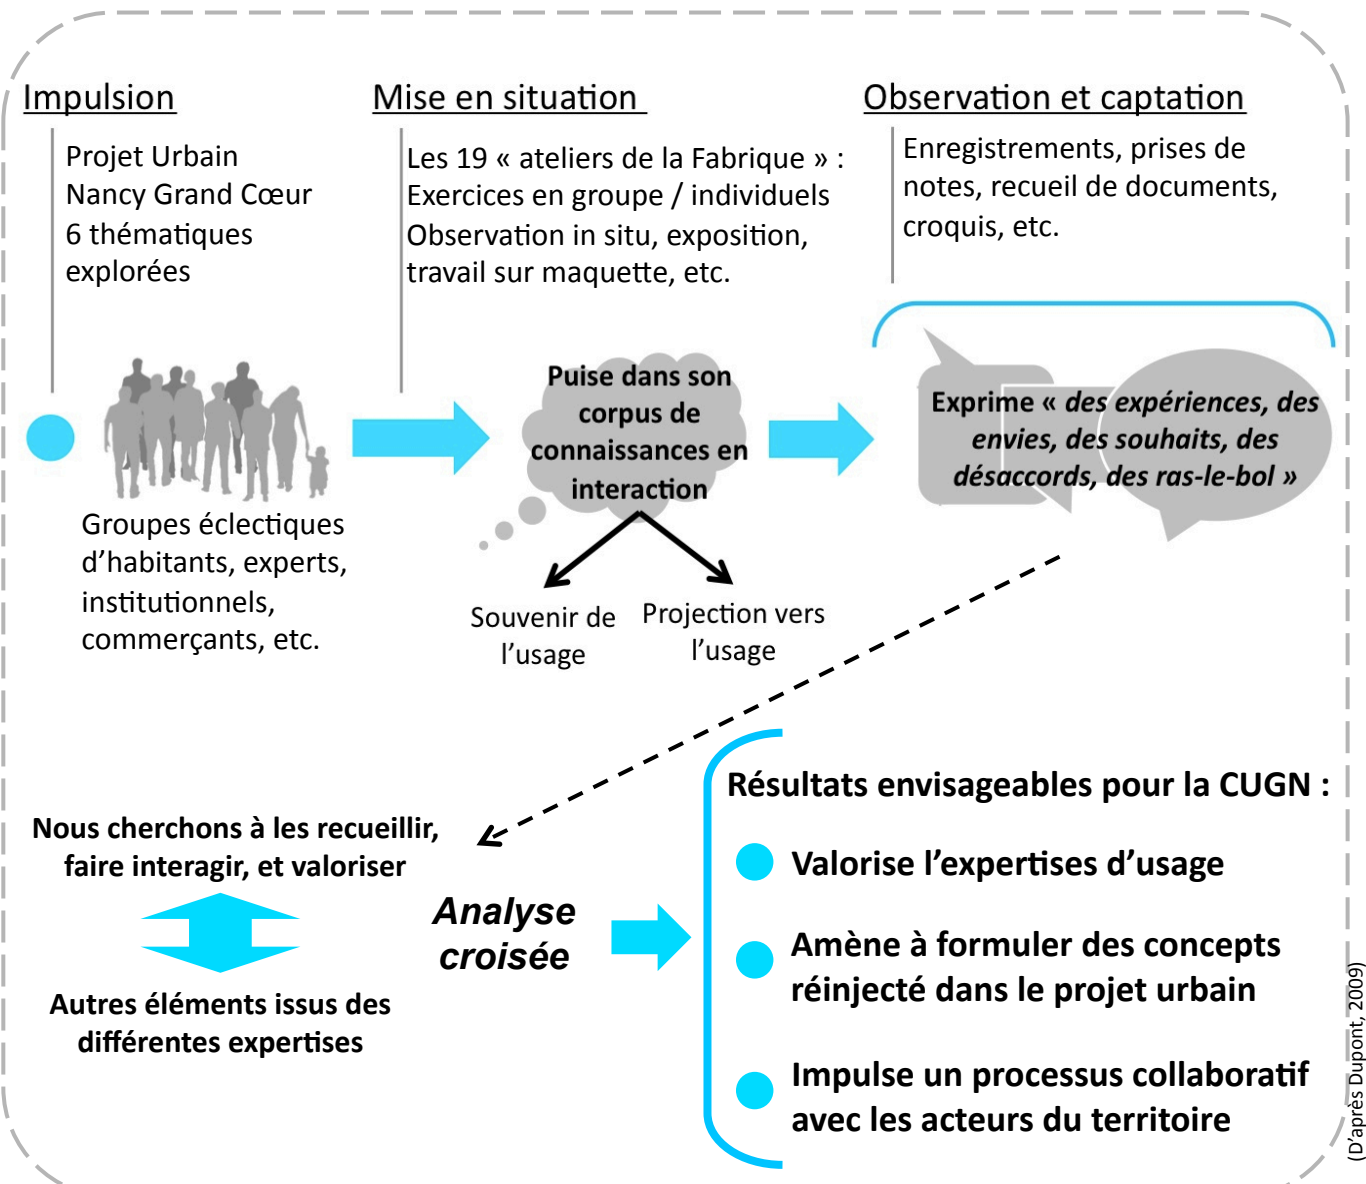 Impulsion
Projet Urbain
Nancy Grand Cœur
6 thématiques
explorées
Mise en situation
Les 19 « ateliers de la Fabrique » :
Exercices en groupe / individuels
Observation in situ, exposition,
travail sur maquette, etc.
Observation et captation
Enregistrements, prises de
notes, recueil de documents,
croquis, etc.
Groupes éclectiques
d’habitants, experts,
institutionnels,
commerçants, etc.
Puise dans son
corpus de
connaissances en
interaction
Souvenir de
l’usage
Projection vers
l’usage
Exprime « des expériences, des
envies, des souhaits, des
désaccords, des ras-le-bol »
Nous cherchons à les recueillir,
faire interagir, et valoriser
Autres éléments issus des
différentes expertises
Analyse
croisée
Résultats envisageables pour la CUGN :
Valorise l’expertises d’usage
Amène à formuler des concepts
réinjecté dans le projet urbain
Impulse un processus collaboratif
avec les acteurs du territoire
(D’après Dupont, 2009)